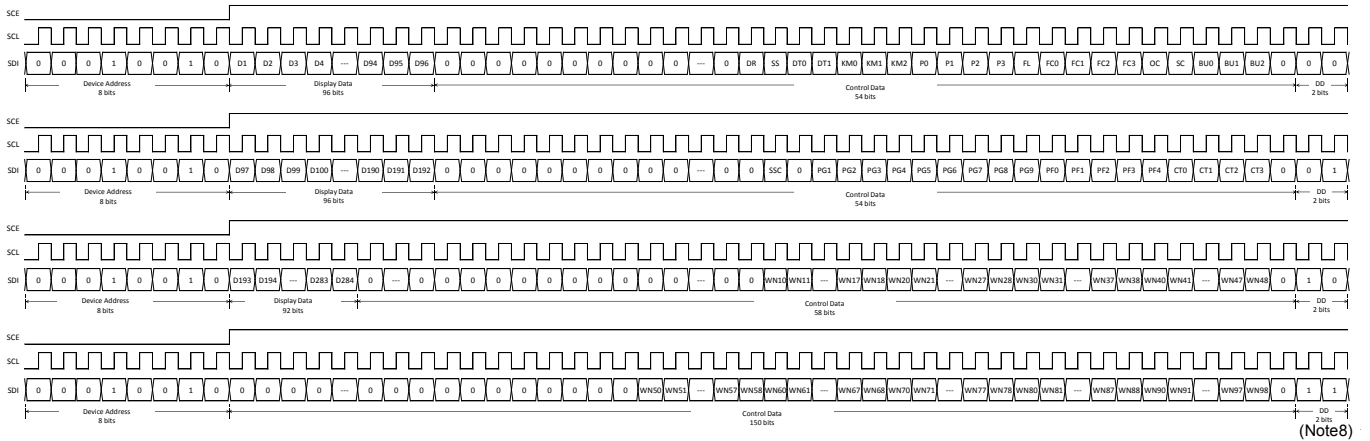 SCE
SCL
SDI 0 0 0 1 0 0 1 0 D1 D2 D3 D4 --- D94 D95 D96 0 0 0 0 0 0 0 0 0 0 --- 0 DR SS DT0 DT1 KM0 KM1 KM2 P0 P1 P2 P3 FL FC0 FC1 FC2 FC3 OC SC BU0 BU1 BU2 0 0 0
Device Address Display Data Control Data DD
8 bits 96 bits 54 bits 2 bits
SCE
SCL
SDI 0 0 0 1 0 0 1 0 D97 D98 D99 D100 --- D190 D191 D192 0 0 0 0 0 0 0 0 0 0 --- 0 0 SSC 0 PG1 PG2 PG3 PG4 PG5 PG6 PG7 PG8 PG9 PF0 PF1 PF2 PF3 PF4 CT0 CT1 CT2 CT3 0 0 1
Device Address Display Data Control Data DD
8 bits 96 bits 54 bits 2 bits
SCE
SCL
SDI 0 0 0 1 0 0 1 0 D193 D194 --- D283 D284 0 --- 0 0 0 0 0 0 0 0 0 0 0 --- 0 0 WN10 WN11 --- WN17 WN18 WN20 WN21 --- WN27 WN28 WN30 WN31 --- WN37 WN38 WN40 WN41 --- WN47 WN48 0 1 0
Device Address Display Data Control Data DD
8 bits 92 bits 58 bits 2 bits
SCE
SCL
SDI 0 0 0 1 0 0 1 0 0 0 0 0 --- 0 0 0 0 0 0 0 0 0 0 0 WN50 WN51 --- WN57 WN58 WN60 WN61 --- WN67 WN68 WN70 WN71 --- WN77 WN78 WN80 WN81 --- WN87 WN88 WN90 WN91 --- WN97 WN98 0 1 1
Device Address Control Data DD
8 bits 150 bits 2 bits
(Note8)